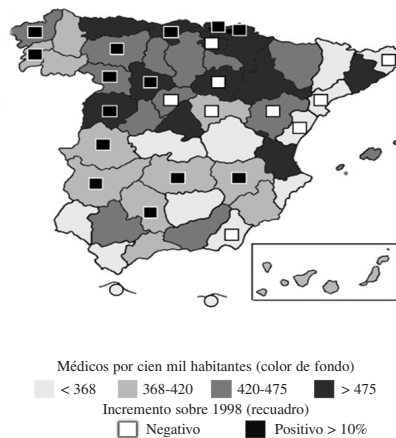 Médicos por cien mil habitantes (color de fondo)
< 368 368-420 420-475 > 475
Incremento sobre 1998 (recuadro)
Negativo Positivo > 10%